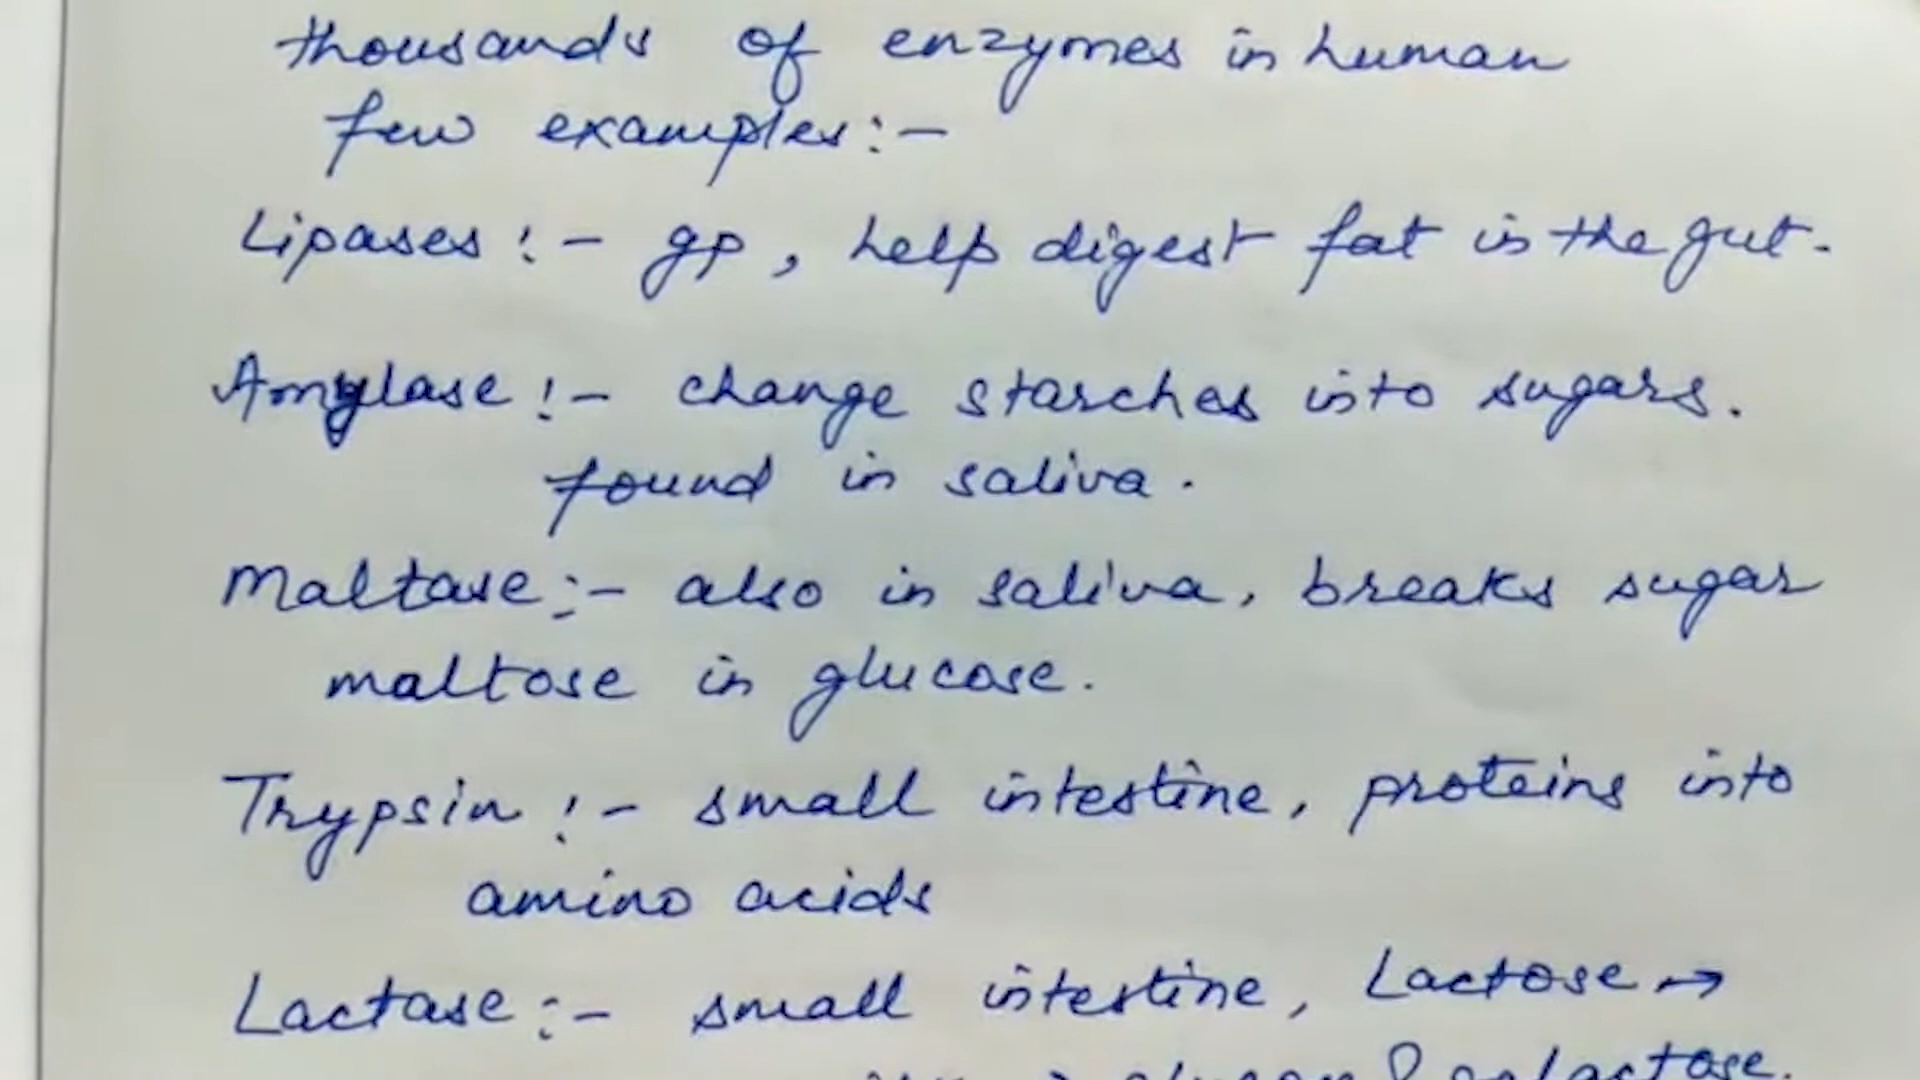 thousands of enzymes in human
few examples:-
Lipases :- gp, help digest fat in the gut.
Amylase :- change starches into sugars.
found in saliva.
Maltase :- also in saliva, breaks sugar
maltose in glucose.
Trypsin :- small intestine, proteins into
amino acids
Lactase :- small intestine, Lactose →
galactose.